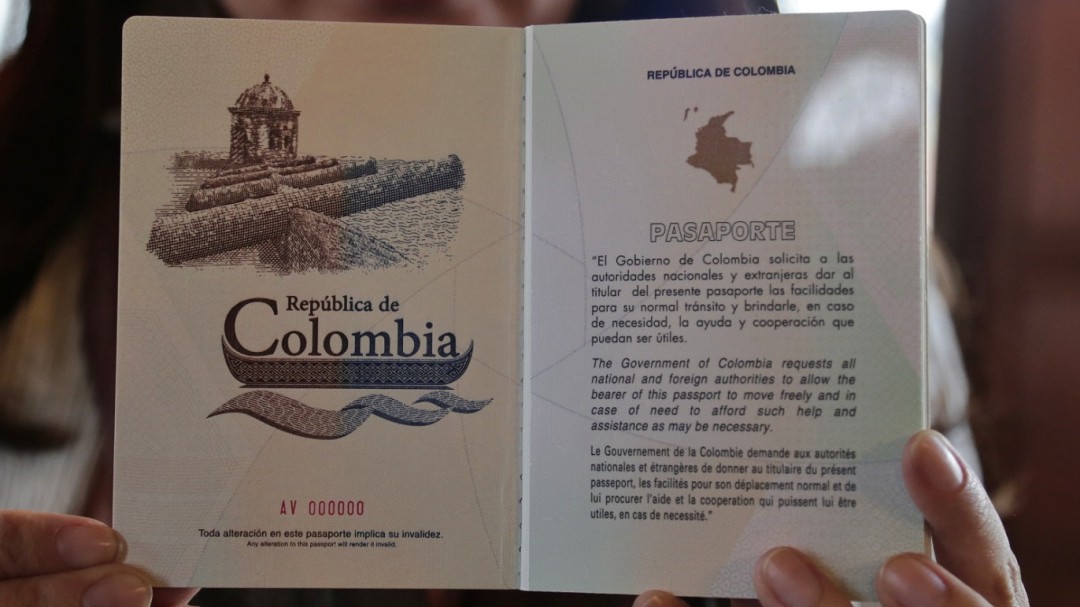 República de
Colombia
AV 000000
Toda alteración en este pasaporte implica su invalidez.
Any alteration to this passport will render it invalid.
REPÚBLICA DE COLOMBIA
PASAPORTE
“El Gobierno de Colombia solicita a las
autoridades nacionales y extranjeras dar al
titular del presente pasaporte las facilidades
para su normal tránsito y brindarle, en caso
de necesidad, la ayuda y cooperación que
puedan ser útiles.
The Government of Colombia requests all
national and foreign authorities to allow the
bearer of this passport to move freely and in
case of need to afford such help and
assistance as may be necessary.
Le Gouvernement de la Colombie demande aux autorités
nationales et étrangères de donner au titulaire du présent
passeport, les facilités pour son déplacement normal et de
lui procurer l'aide et la cooperation qui puissent lui être
utiles, en cas de necessité.”